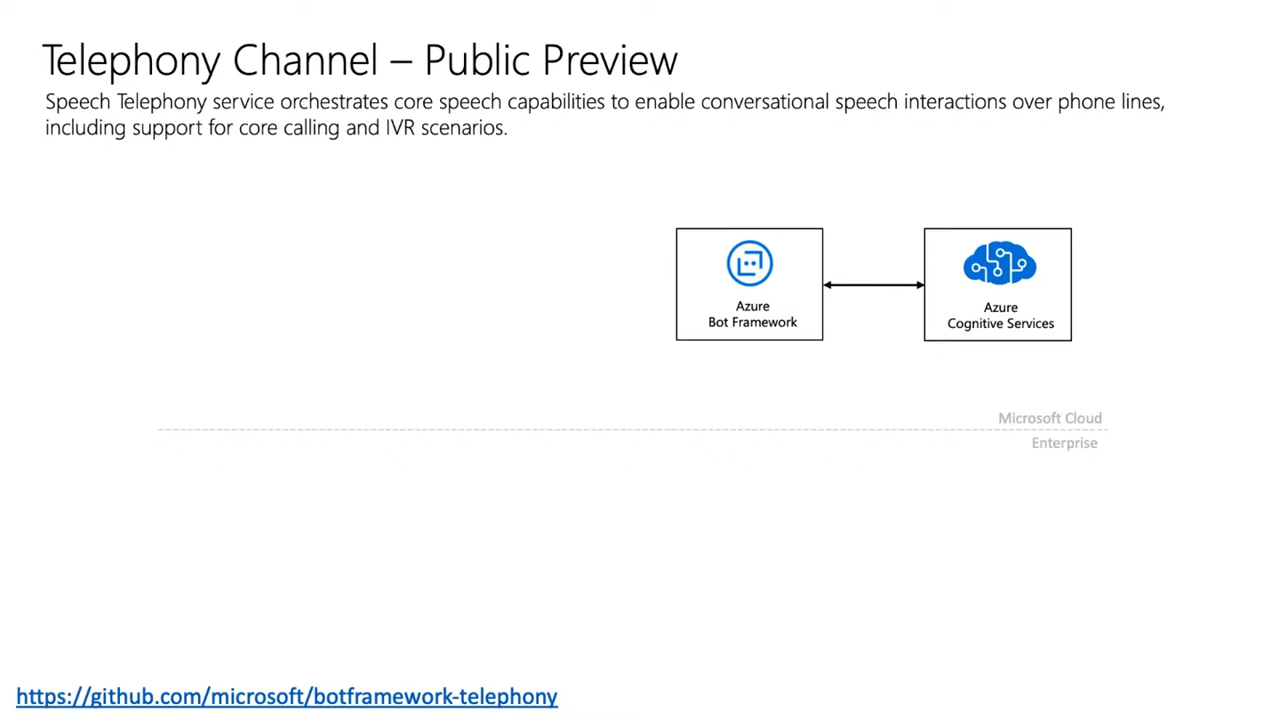 Telephony Channel – Public Preview
Speech Telephony service orchestrates core speech capabilities to enable conversational speech interactions over phone lines,
including support for core calling and IVR scenarios.
Azure
Bot Framework
Azure
Cognitive Services
Microsoft Cloud
Enterprise
https://github.com/microsoft/botframework-telephony